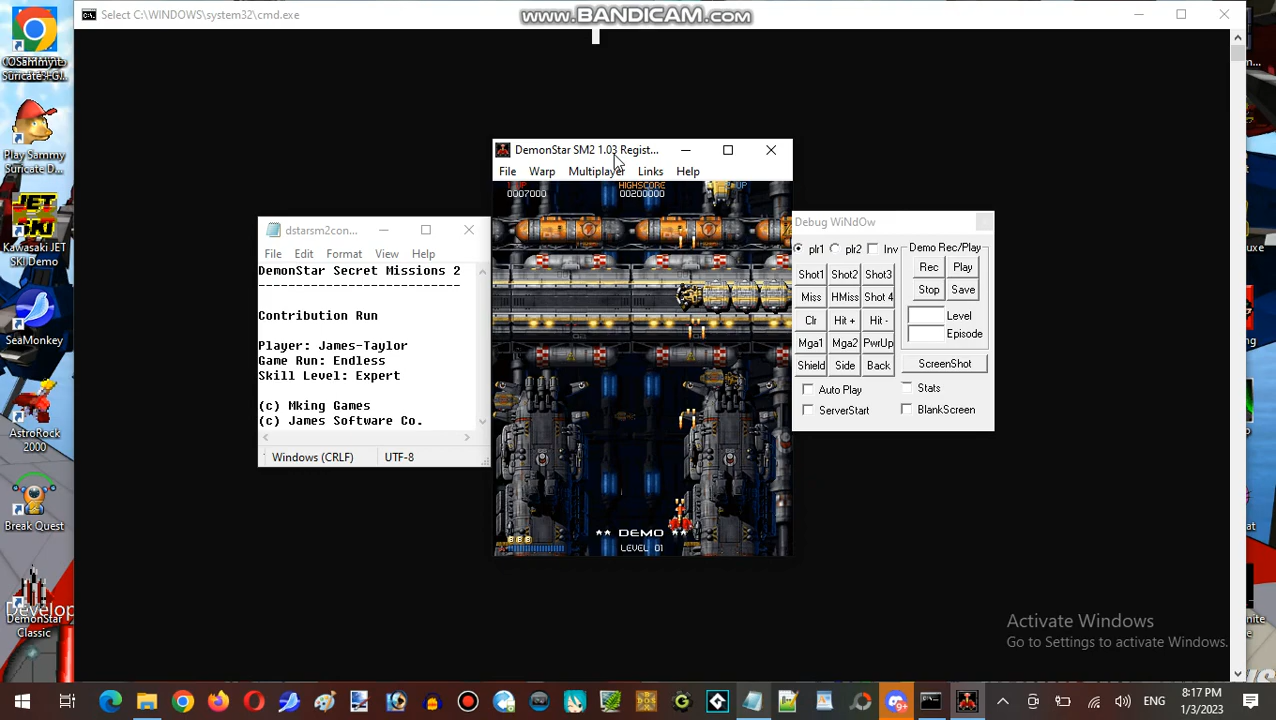 Select C:\WINDOWS\system32\cmd.exe
www.BANDICAM.com
Suricate
Play Sammy
Suricate D...
Kawasaki JET
SKI Demo
SeaMonkey
AstroRock
2000
Break Quest
DemonStar
Classic
dstarsm2con...
File Edit Format View Help
DemonStar Secret Missions 2
---------------------------
Contribution Run
Player: James-Taylor
Game Run: Endless
Skill Level: Expert
(c) Mking Games
(c) James Software Co.
Windows (CRLF) UTF-8
DemonStar SM2 1.03 Regist...
File Warp Multiplayer Links Help
HIGHSCORE UP
0007000 00200000
** DEMO **
LEVEL 01
Debug WiNdOw
plr1 plr2 Inv Demo Rec/Play
Shot1 Shot2 Shot3 Rec Play
Miss HMiss Shot 4 Stop Save
Clr Hit + Hit - Level
Episode
Mga1 Mga2 PwrUp
Shield Side Back ScreenShot
Auto Play Stats
ServerStart BlankScreen
Activate Windows
Go to Settings to activate Windows.
ENG
8:17 PM
1/3/2023